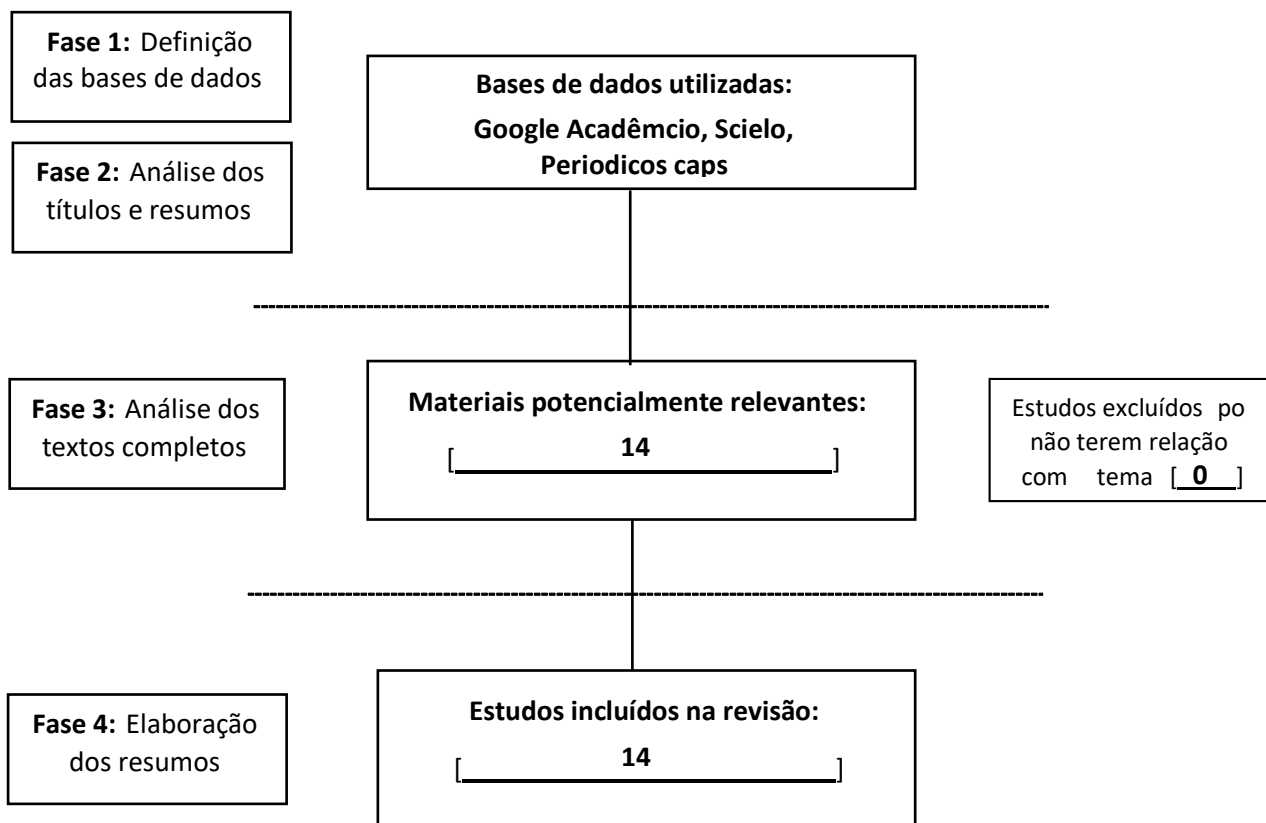 Fase 1: Definição
das bases de dados
Bases de dados utilizadas:
Google Acadêmcio, Scielo,
Periodicos caps
Fase 2: Análise dos
títulos e resumos
Fase 3: Análise dos
textos completos
Materiais potencialmente relevantes:
[ 14 ]
Estudos excluídos po
não terem relação
com tema [ 0 ]
Fase 4: Elaboração
dos resumos
Estudos incluídos na revisão:
[ 14 ]